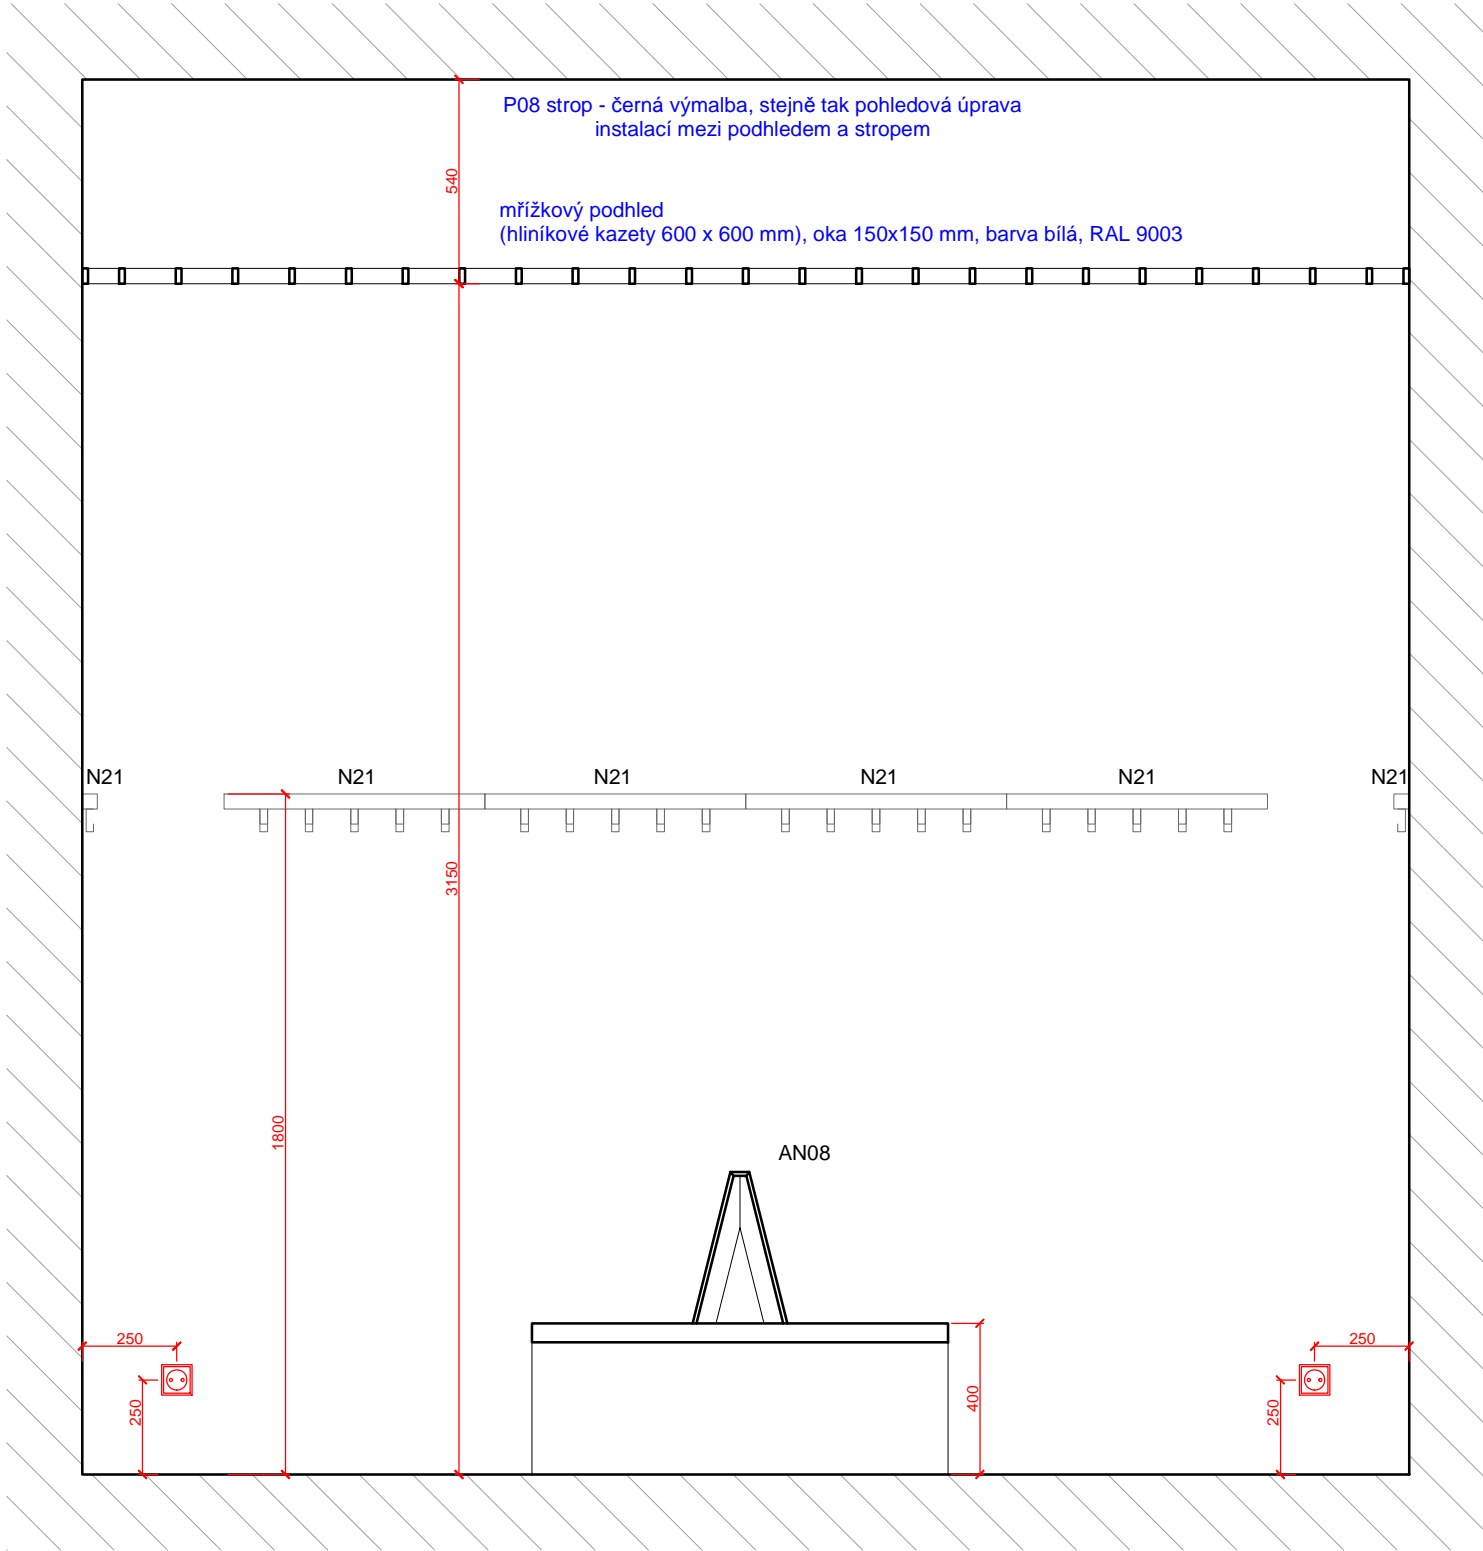 P08 strop - černá výmalba, stejně tak pohledová úprava
instalací mezi podhledem a stropem
540
mřížkový podhled
(hliníkové kazety 600 x 600 mm), oka 150x150 mm, barva bílá, RAL 9003
N21
N21
N21
N21
N21
N21
3150
1800
AN08
250
250
400
250
250